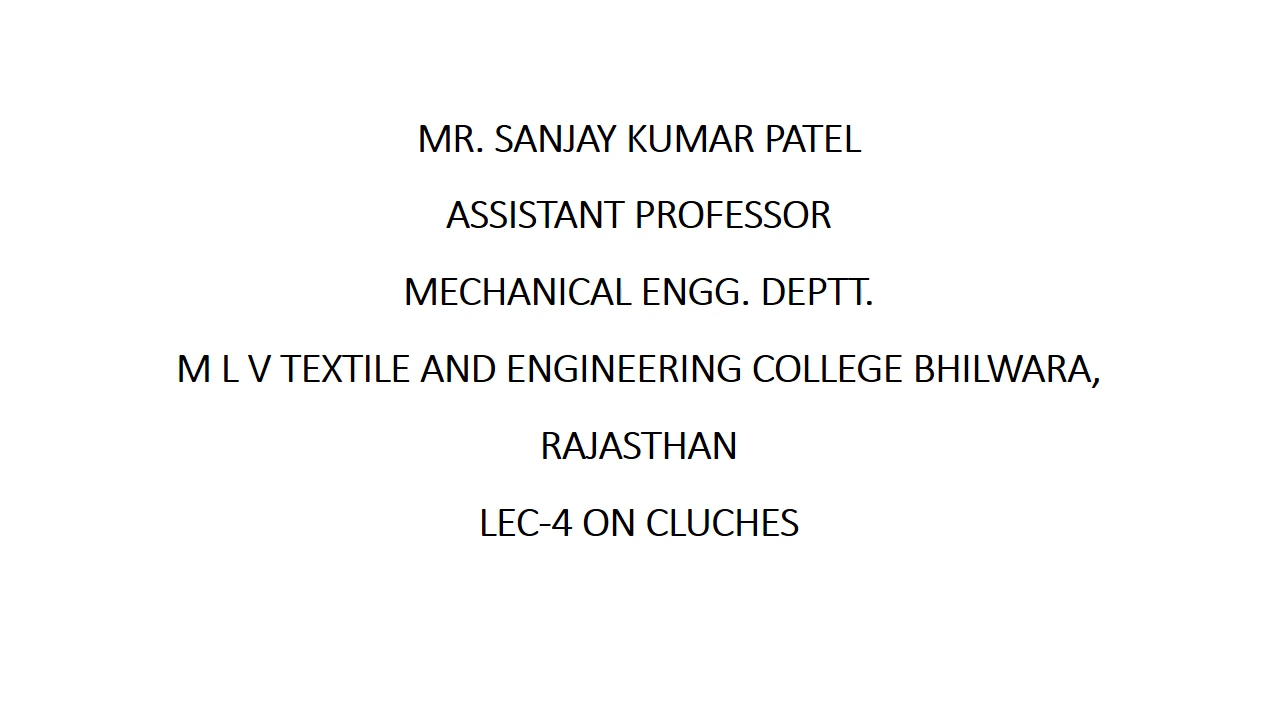 MR. SANJAY KUMAR PATEL
ASSISTANT PROFESSOR
MECHANICAL ENGG. DEPTT.
M L V TEXTILE AND ENGINEERING COLLEGE BHILWARA,
RAJASTHAN
LEC-4 ON CLUCHES